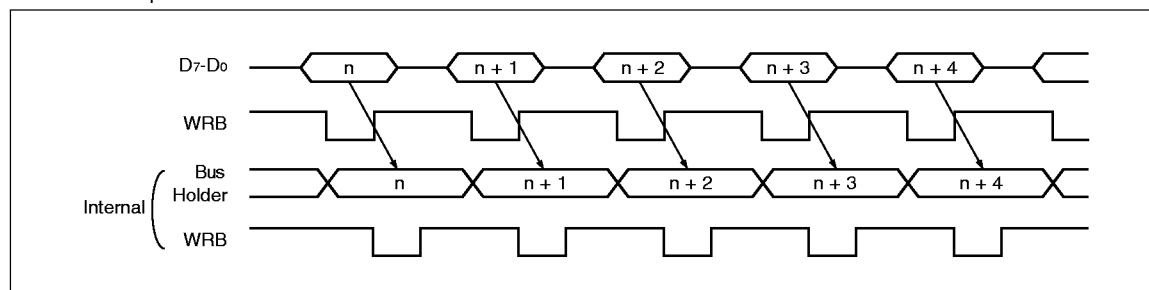 D7-D0
n
n + 1
n + 2
n + 3
n + 4
WRB
Internal
Bus
Holder
n
n + 1
n + 2
n + 3
n + 4
WRB